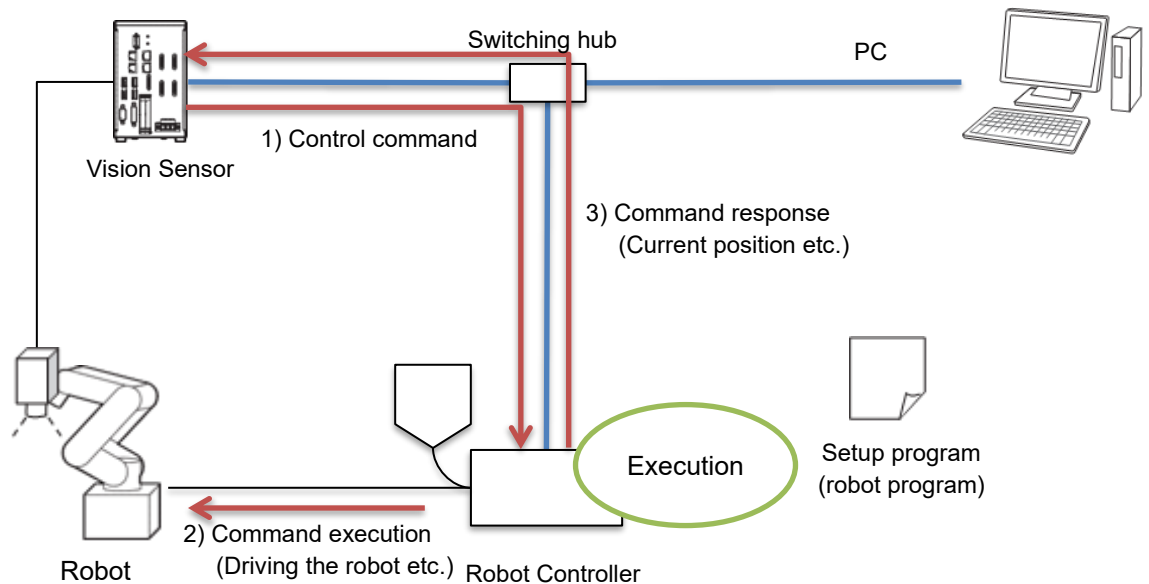 Switching hub
PC
1) Control command
Vision Sensor
3) Command response
(Current position etc.)
Execution
Setup program
(robot program)
2) Command execution
(Driving the robot etc.)
Robot
Robot Controller